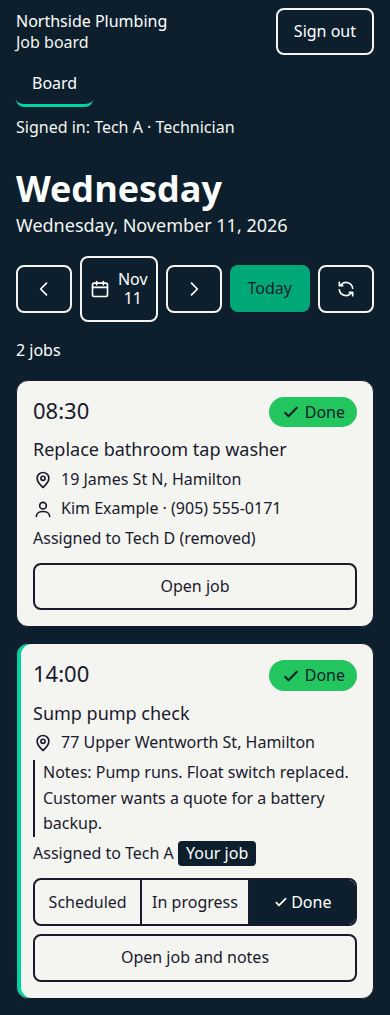 Northside Plumbing
Job board
Sign out
Board
Signed in: Tech A · Technician
Wednesday
Wednesday, November 11, 2026
Nov
11
Today
2 jobs
08:30
Done
Replace bathroom tap washer
19 James St N, Hamilton
Kim Example · (905) 555-0171
Assigned to Tech D (removed)
Open job
14:00
Done
Sump pump check
77 Upper Wentworth St, Hamilton
Notes: Pump runs. Float switch replaced.
Customer wants a quote for a battery
backup.
Assigned to Tech A Your job
Scheduled In progress Done
Open job and notes